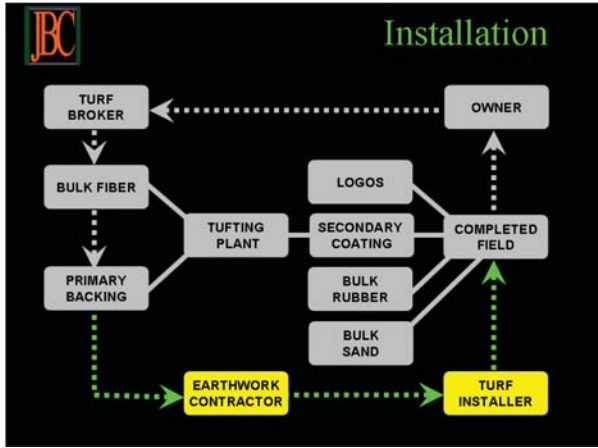 JBC
Installation
TURF
BROKER
OWNER
BULK FIBER
LOGOS
TUFTING
PLANT
SECONDARY
COATING
COMPLETED
FIELD
PRIMARY
BACKING
BULK
RUBBER
BULK
SAND
EARTHWORK
CONTRACTOR
TURF
INSTALLER